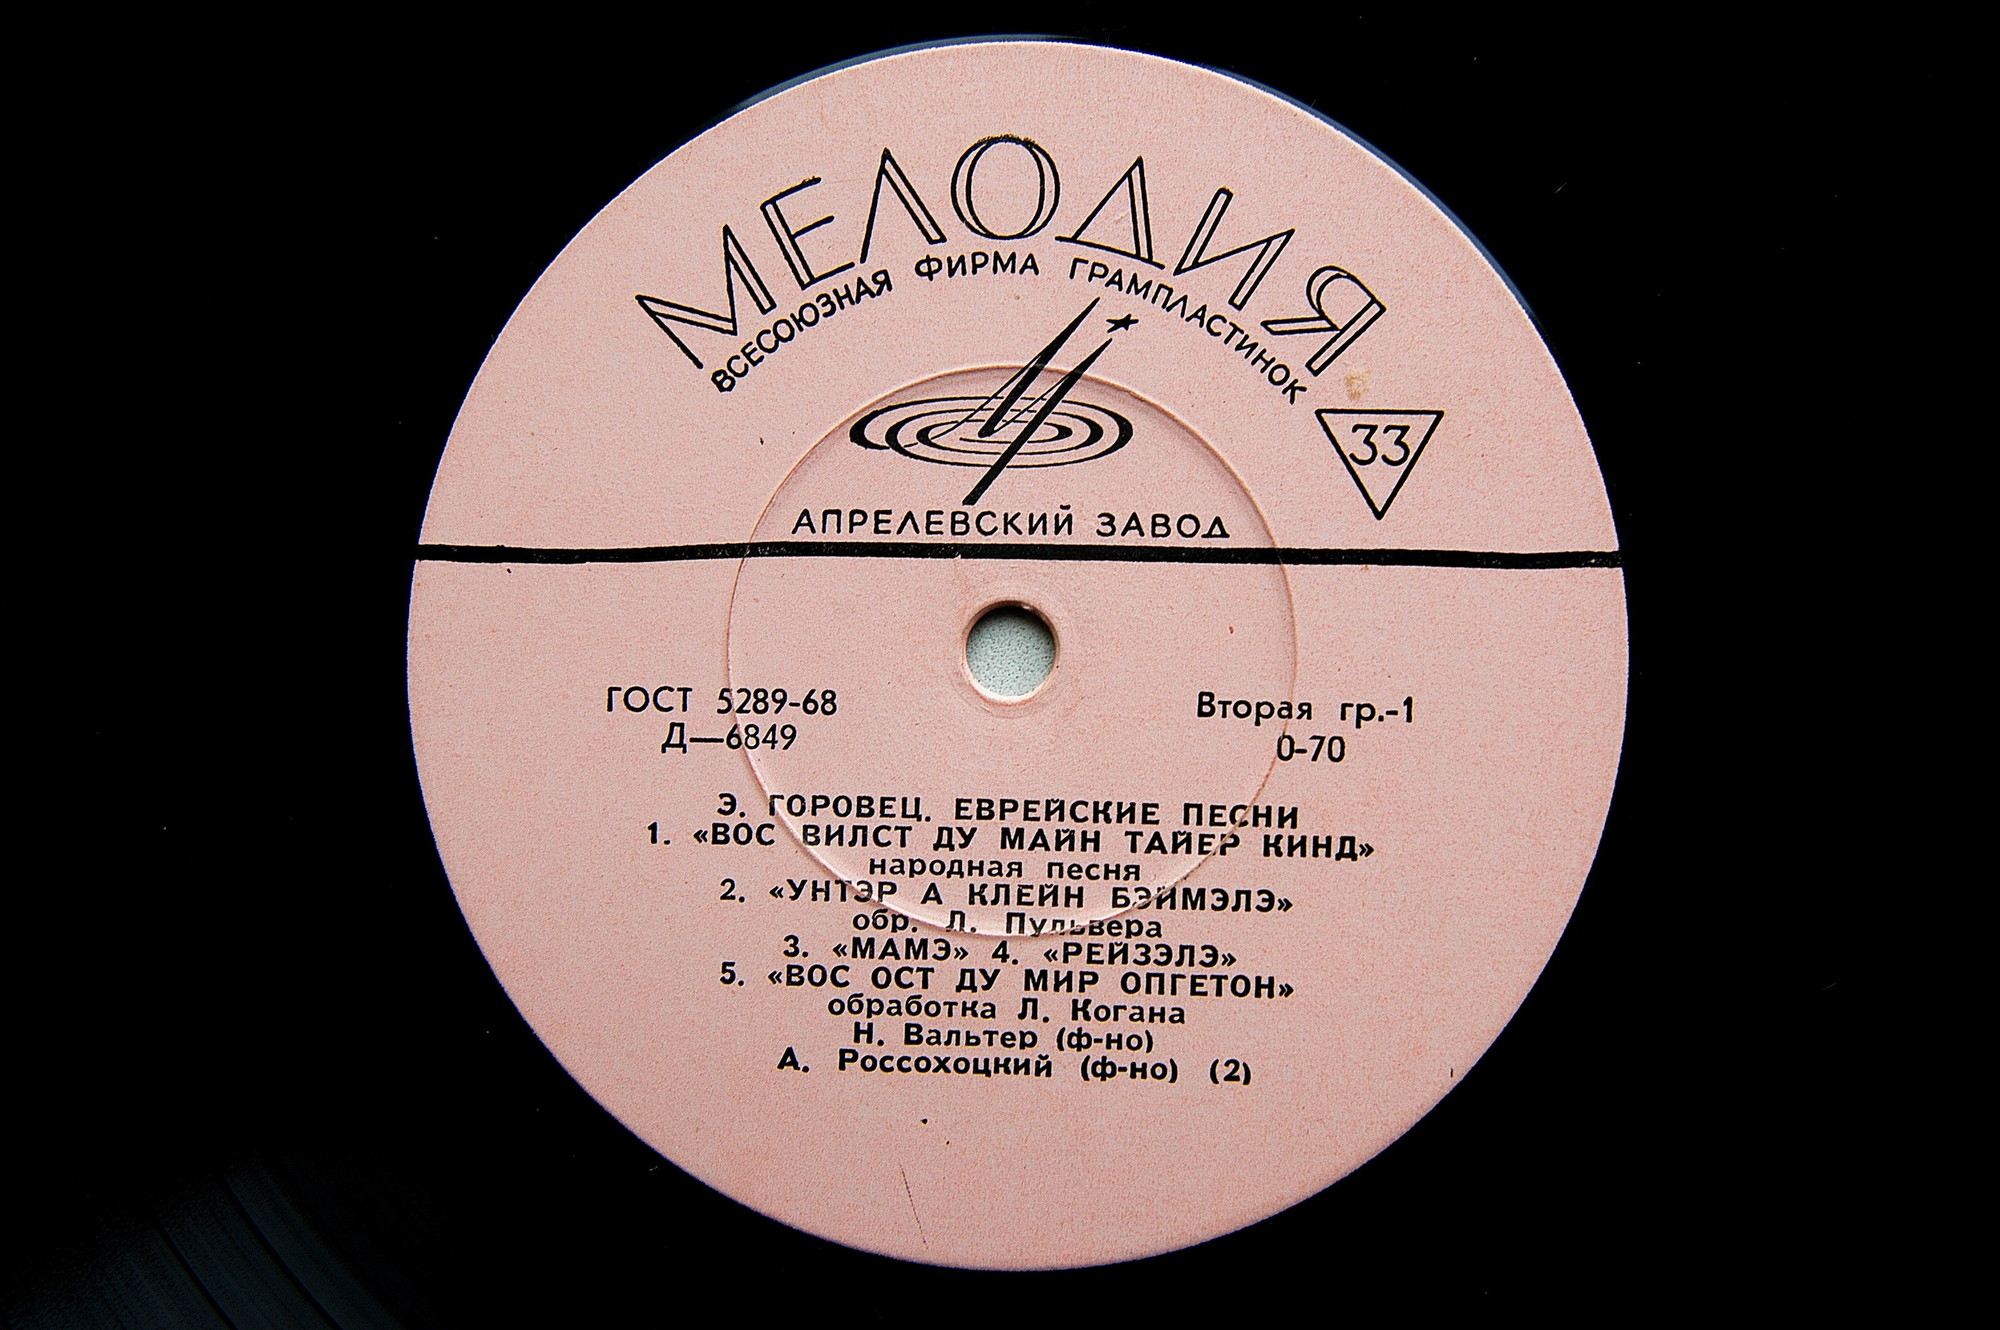 МЕЛОДИЯ
ВСЕСОЮЗНАЯ ФИРМА ГРАМПЛАСТИНОК
33
АПРЕЛЕВСКИЙ ЗАВОД
ГОСТ 5289-68
Д—6849
Вторая гр.-1
0-70
Э. ГОРОВЕЦ. ЕВРЕЙСКИЕ ПЕСНИ
1. «ВОС ВИЛСТ ДУ МАЙН ТАЙЕР КИНД»
народная песня
2. «УНТЭР А КЛЕЙН БЭЙМЭЛЭ»
обр. Л. Пульвера
3. «МАМЭ» 4. «РЕЙЗЭЛЭ»
5. «ВОС ОСТ ДУ МИР ОПГЕТОН»
обработка Л. Когана
Н. Вальтер (ф-но)
А. Россохоцкий (ф-но) (2)